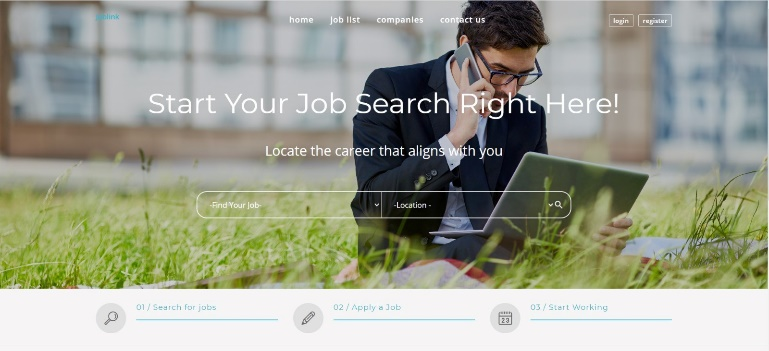 home Job list companies contact us login register
Start Your Job Search Right Here!
Locate the career that aligns with you
-Find Your Job- -Location -
01 / Search for jobs 02 / Apply a Job 03 / Start Working
23